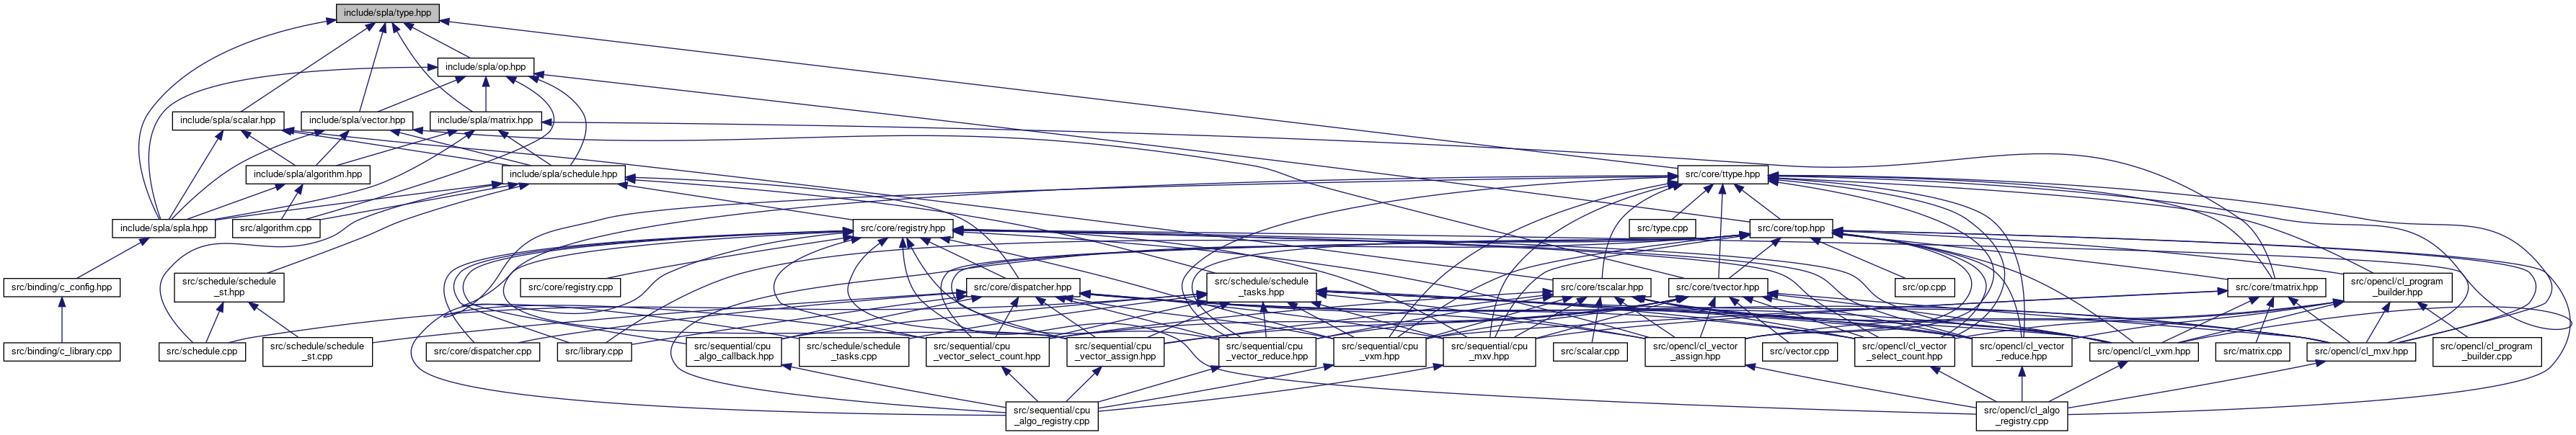 include/spla/type.hpp
include/spla/op.hpp
include/spla/scalar.hpp
include/spla/vector.hpp
include/spla/matrix.hpp
include/spla/algorithm.hpp
include/spla/schedule.hpp
src/core/ttype.hpp
include/spla/spla.hpp
src/algorithm.cpp
src/core/registry.hpp
src/type.cpp
src/core/top.hpp
src/binding/c_config.hpp
src/schedule/schedule
_st.hpp
src/core/registry.cpp
src/core/dispatcher.hpp
src/schedule/schedule
_tasks.hpp
src/core/tscalar.hpp
src/core/tvector.hpp
src/op.cpp
src/core/tmatrix.hpp
src/opencl/cl_program
_builder.hpp
src/binding/c_library.cpp
src/schedule.cpp
src/schedule/schedule
_st.cpp
src/core/dispatcher.cpp
src/library.cpp
src/sequential/cpu
_algo_callback.hpp
src/schedule/schedule
_tasks.cpp
src/sequential/cpu
_vector_select_count.hpp
src/sequential/cpu
_vector_assign.hpp
src/sequential/cpu
_vector_reduce.hpp
src/sequential/cpu
_vxm.hpp
src/sequential/cpu
_mxv.hpp
src/scalar.cpp
src/opencl/cl_vector
_assign.hpp
src/vector.cpp
src/opencl/cl_vector
_select_count.hpp
src/opencl/cl_vector
_reduce.hpp
src/opencl/cl_vxm.hpp
src/matrix.cpp
src/opencl/cl_mxv.hpp
src/opencl/cl_program
_builder.cpp
src/sequential/cpu
_algo_registry.cpp
src/opencl/cl_algo
_registry.cpp